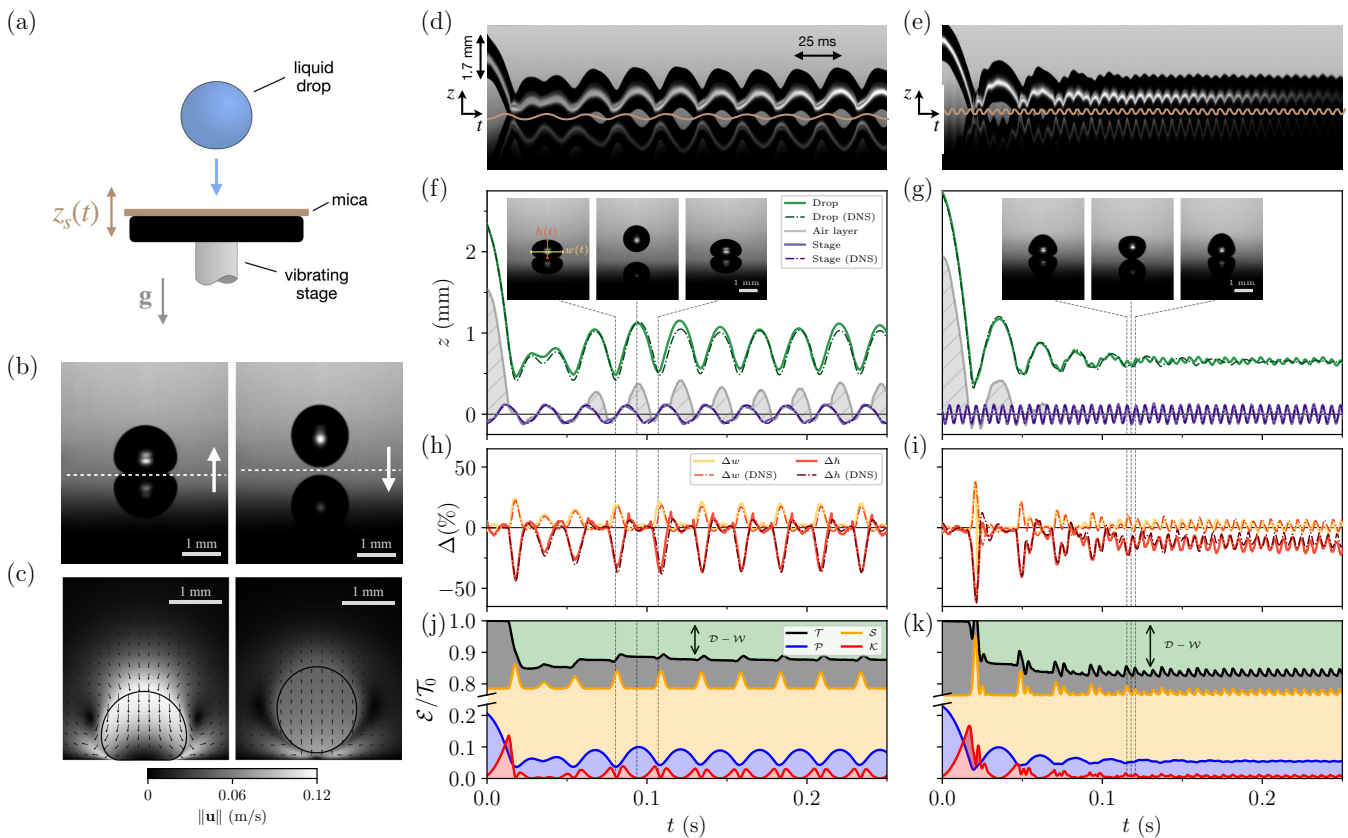 (a)
liquid
drop
z_s(t)
mica
vibrating
stage
g
(b)
1 mm
1 mm
(c)
1 mm
1 mm
0
0.06
0.12
‖u‖ (m/s)
(d)
1.7 mm
25 ms
z
t
(e)
z
t
(f)
h(t)
w(t)
1 mm
Drop
Drop (DNS)
Air layer
Stage
Stage (DNS)
2
1
0
z (mm)
(g)
1 mm
(h)
Δw
Δw (DNS)
Δh
Δh (DNS)
50
0
−50
Δ(%)
(i)
(j)
𝒟 − 𝒲
𝒯
𝒫
𝒮
𝒦
1.0
0.9
0.8
0.2
0.1
0.0
ℰ/𝒯₀
0.0
0.1
0.2
t (s)
(k)
𝒟 − 𝒲
0.0
0.1
0.2
t (s)